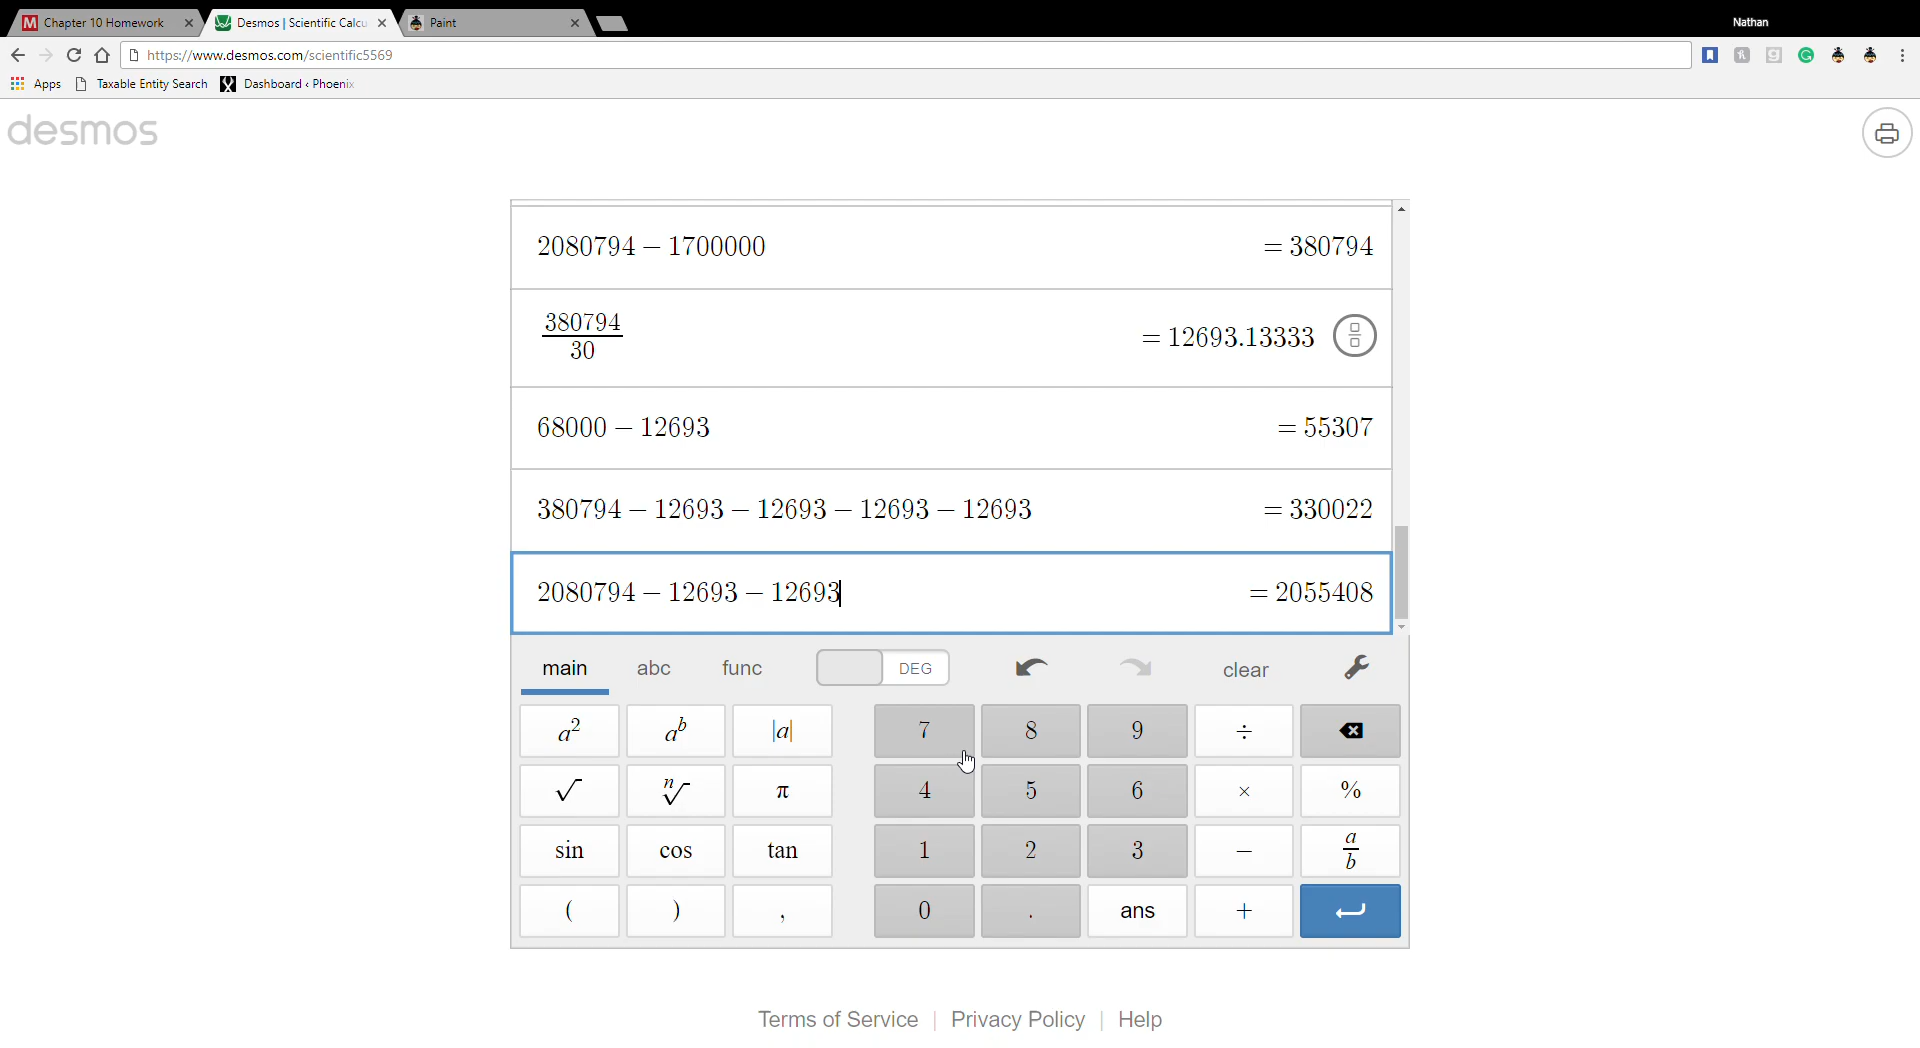 Chapter 10 Homework
Desmos | Scientific Calcu
Paint
Nathan
https://www.desmos.com/scientific5569
Apps
Taxable Entity Search
Dashboard ‹ Phoenix
desmos
2080794 − 1700000 = 380794
380794
30
= 12693.13333
68000 − 12693 = 55307
380794 − 12693 − 12693 − 12693 − 12693 = 330022
2080794 − 12693 − 12693 = 2055408
main abc func DEG clear
a² aᵇ |a| 7 8 9 ÷
√ ⁿ√ π 4 5 6 × %
sin cos tan 1 2 3 − a/b
( ) , 0 . ans +
Terms of Service | Privacy Policy | Help